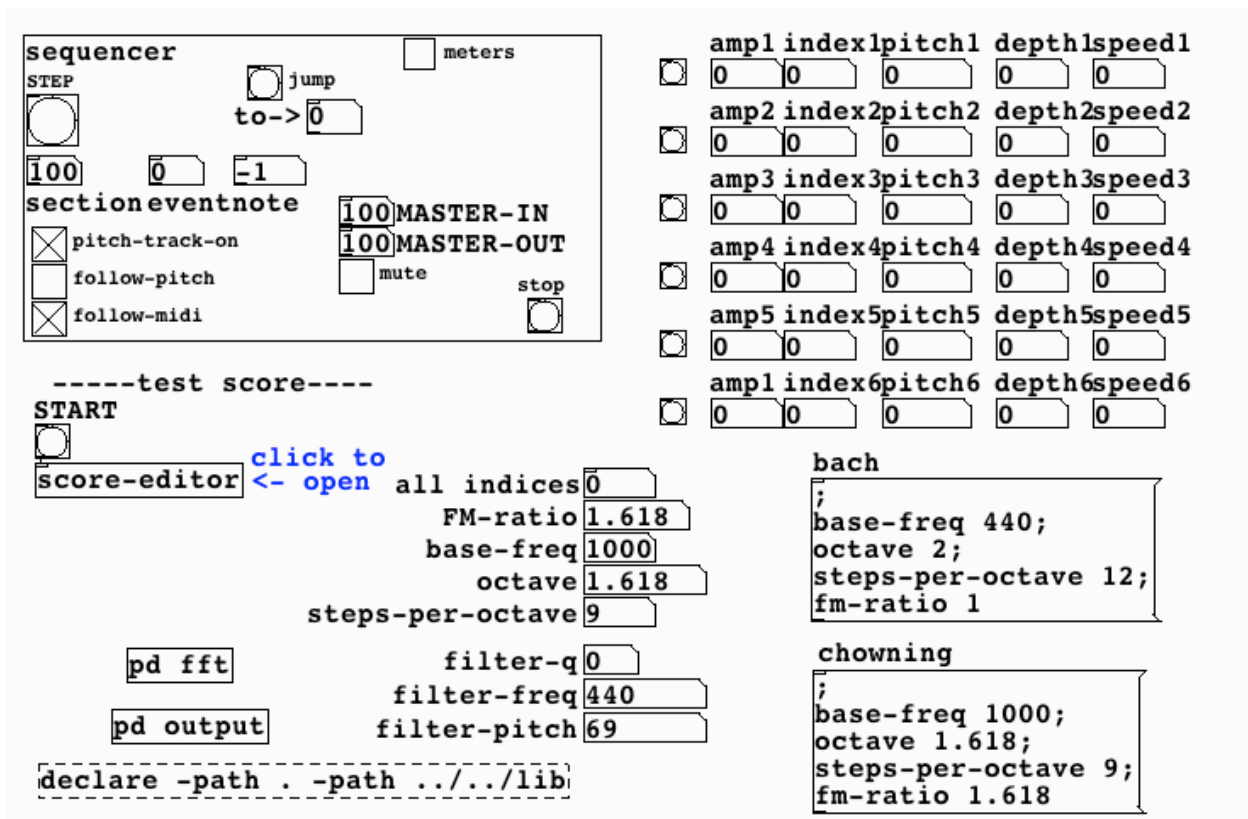 sequencer
meters
STEP
jump
to->0
100 0 -1
section event note
100 MASTER-IN
100 MASTER-OUT
pitch-track-on
follow-pitch
follow-midi
mute
stop
amp1 index1 pitch1 depth1 speed1
0 0 0 0 0
amp2 index2 pitch2 depth2 speed2
0 0 0 0 0
amp3 index3 pitch3 depth3 speed3
0 0 0 0 0
amp4 index4 pitch4 depth4 speed4
0 0 0 0 0
amp5 index5 pitch5 depth5 speed5
0 0 0 0 0
amp1 index6 pitch6 depth6 speed6
0 0 0 0 0
-----test score----
START
score-editor
click to
<- open
all indices 0
FM-ratio 1.618
base-freq 1000
octave 1.618
steps-per-octave 9
filter-q 0
filter-freq 440
filter-pitch 69
pd fft
pd output
declare -path . -path ../../lib
bach
;
base-freq 440;
octave 2;
steps-per-octave 12;
fm-ratio 1
chowning
;
base-freq 1000;
octave 1.618;
steps-per-octave 9;
fm-ratio 1.618